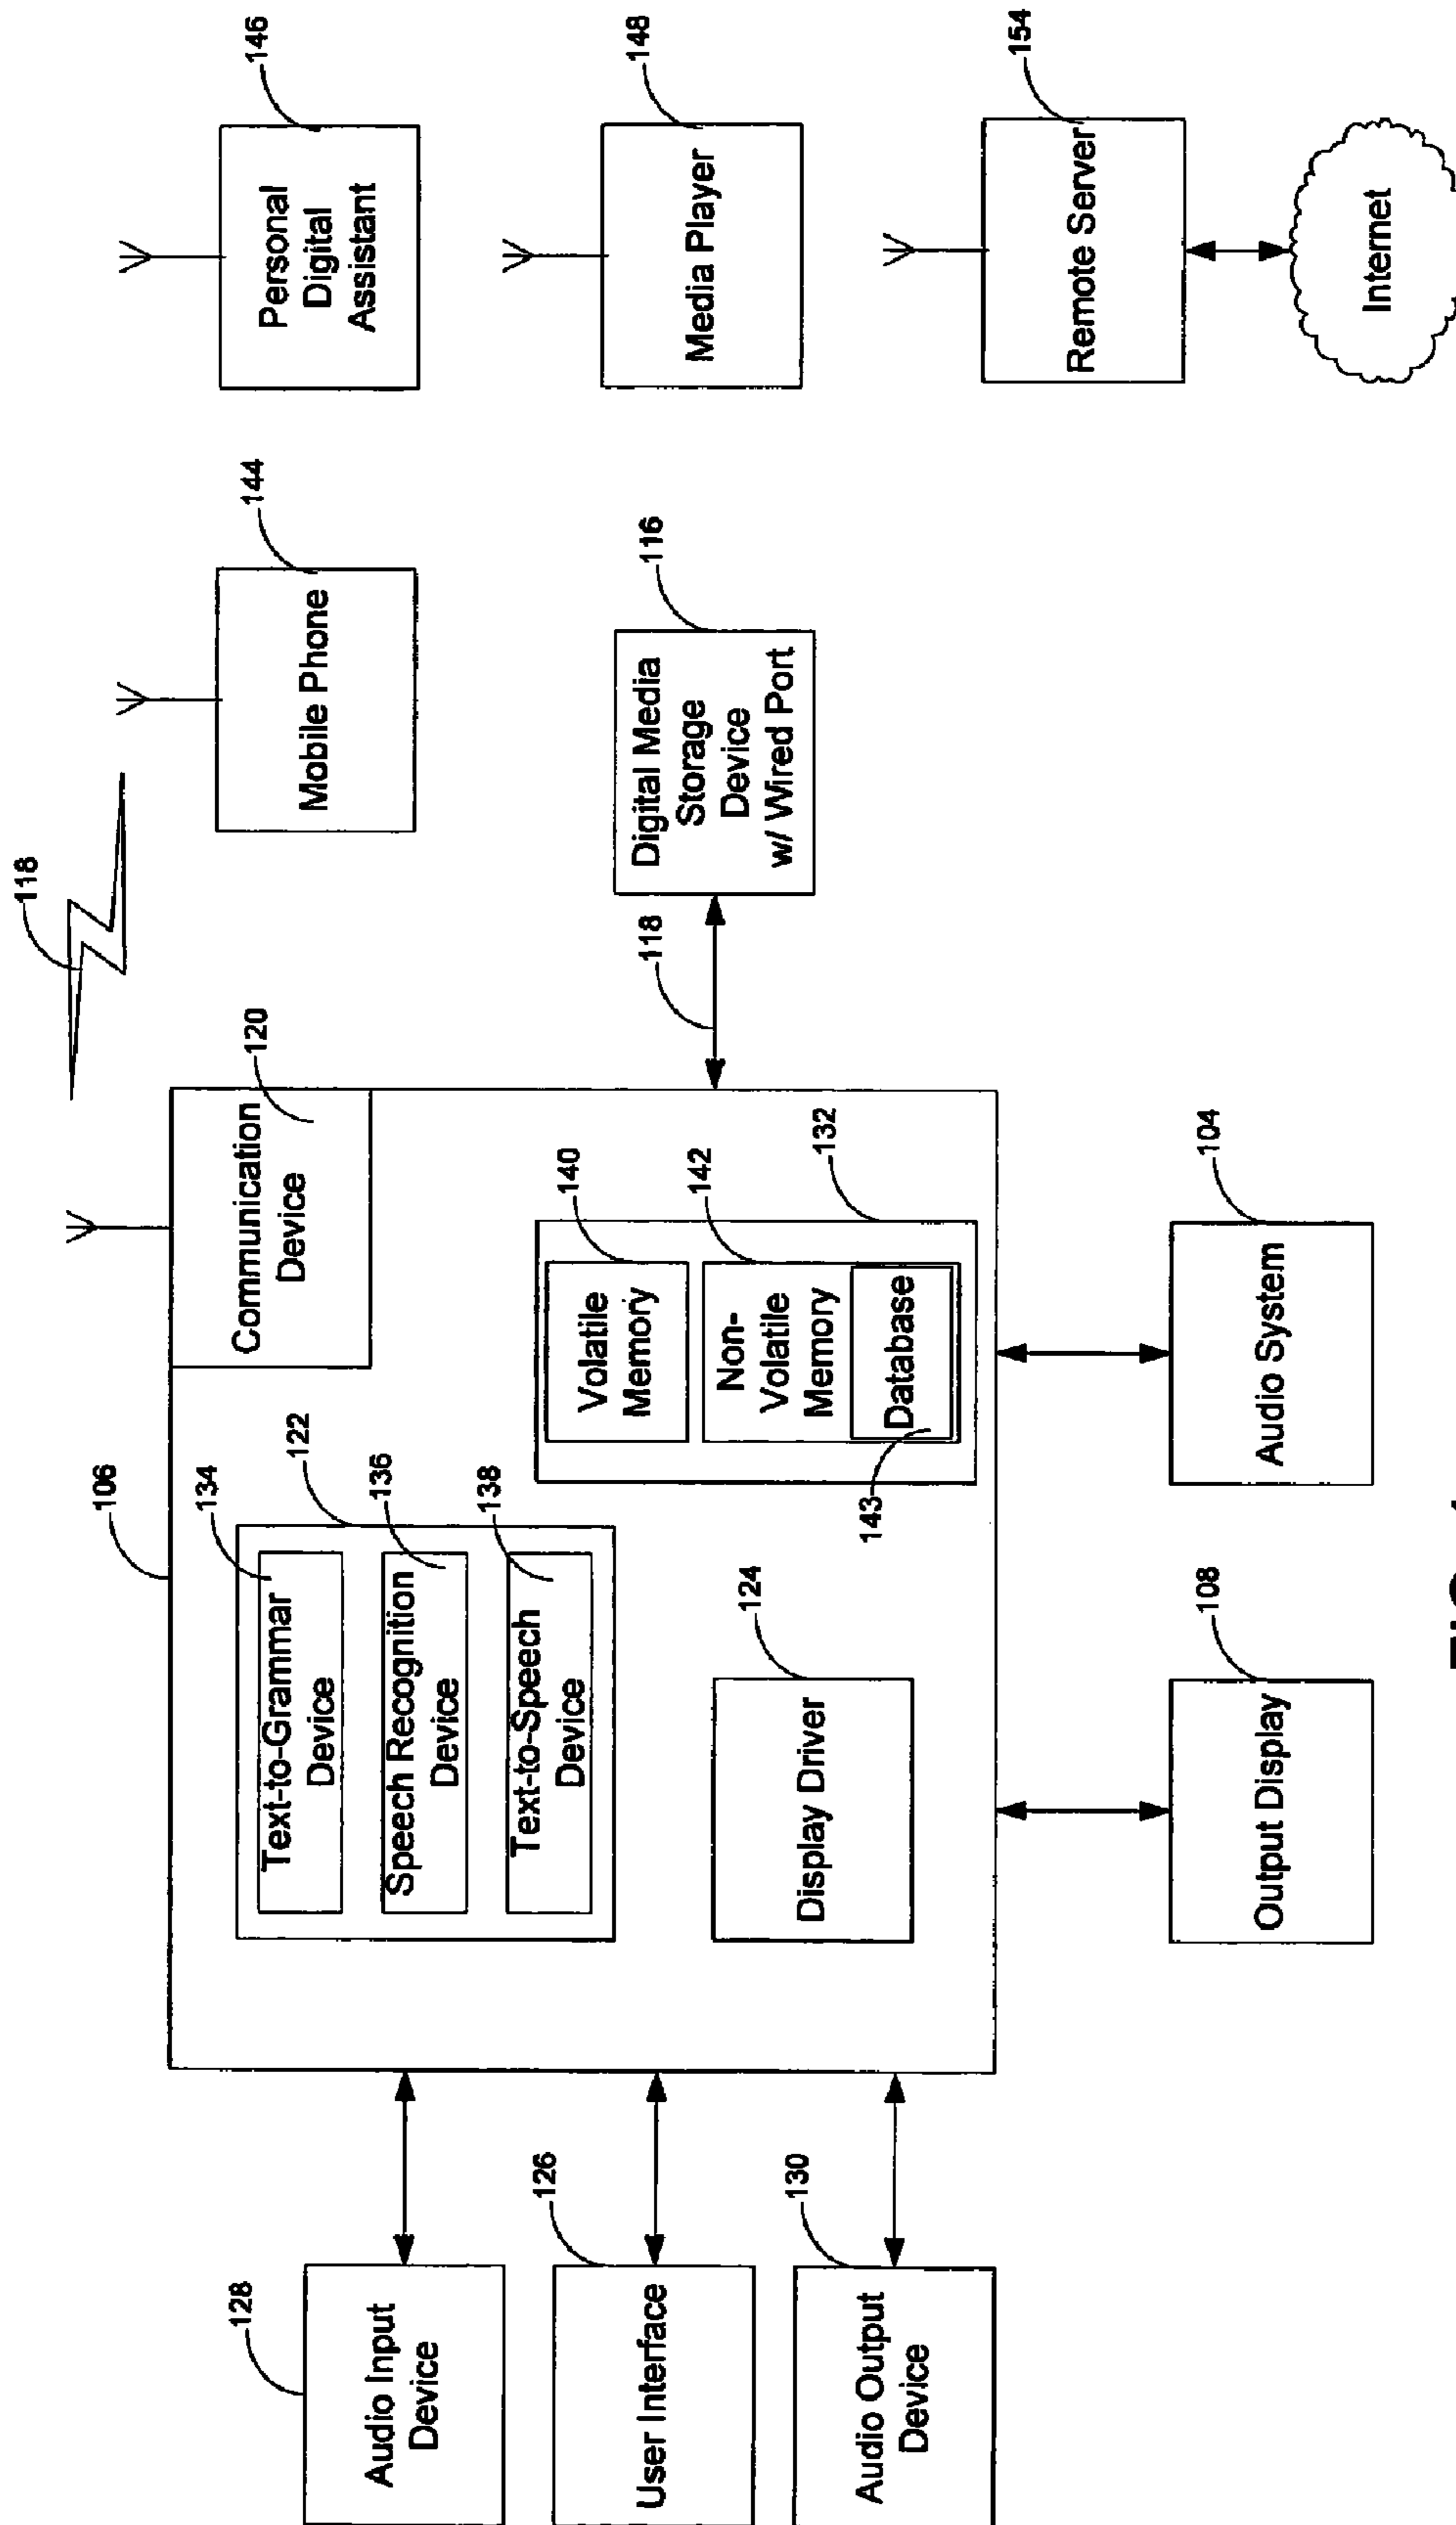 118
106
128
Audio Input
Device
126
User Interface
130
Audio Output
Device
134
122
Text-to-Grammar
Device
136
Speech Recognition
Device
138
Text-to-Speech
Device
124
Display Driver
120
Communication
Device
140
Volatile
Memory
142
132
Non-
Volatile
Memory
Database
143
108
Output Display
104
Audio System
118
116
Digital Media
Storage
Device
w/ Wired Port
144
Mobile Phone
146
Personal
Digital
Assistant
148
Media Player
154
Remote Server
Internet